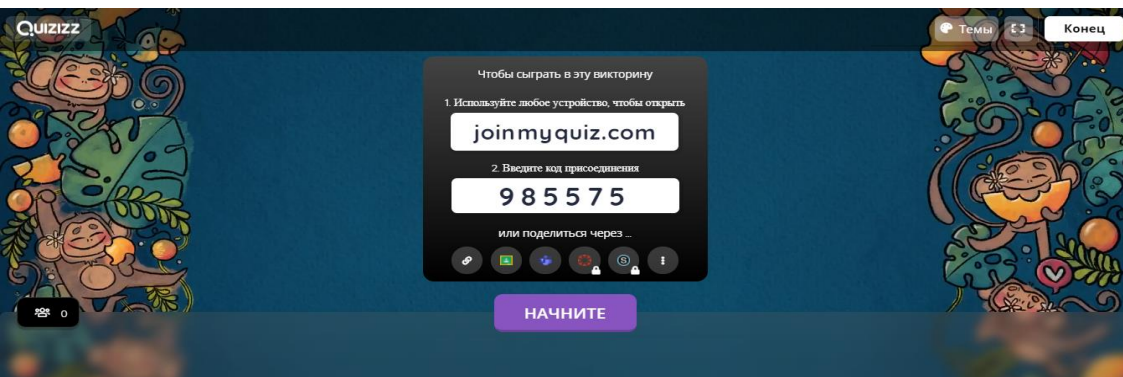 QUIZIZZ
Темы
Конец
Чтобы сыграть в эту викторину
1. Используйте любое устройство, чтобы открыть
joinmyquiz.com
2. Введите код присоединения
985575
или поделиться через ...
S
0
НАЧНИТЕ